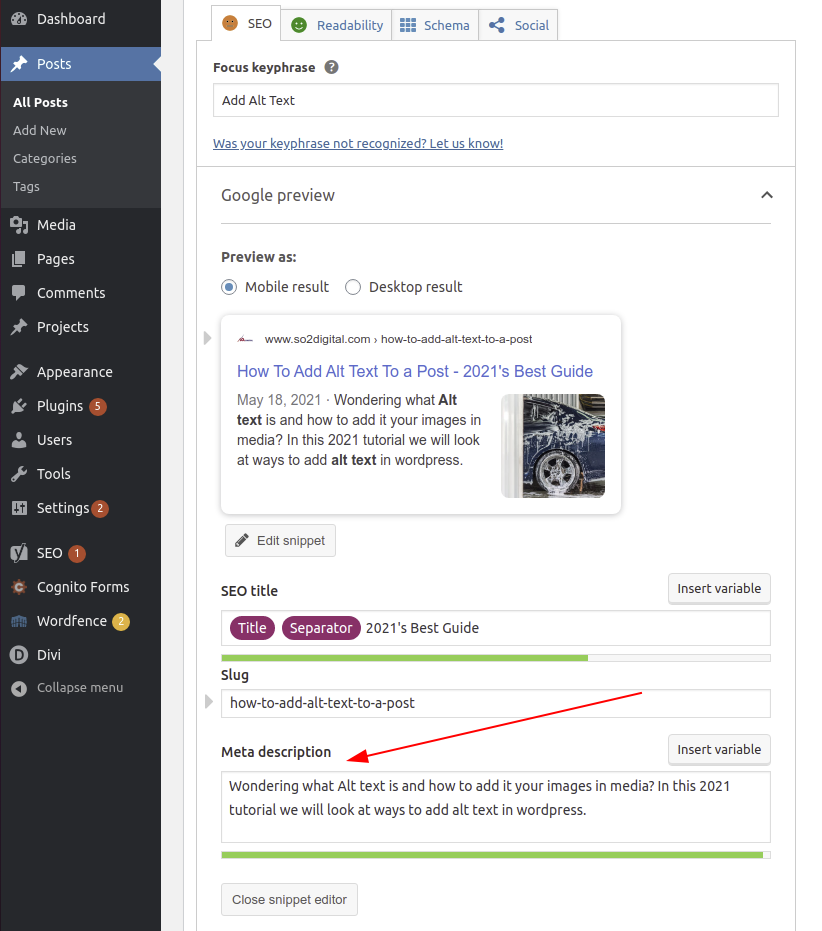 Dashboard
Posts
All Posts
Add New
Categories
Tags
Media
Pages
Comments
Projects
Appearance
Plugins 5
Users
Tools
Settings 2
SEO 1
Cognito Forms
Wordfence 2
D Divi
Collapse menu
SEO Readability Schema Social
Focus keyphrase ?
Add Alt Text
Was your keyphrase not recognized? Let us know!
Google preview
Preview as:
Mobile result Desktop result
www.so2digital.com › how-to-add-alt-text-to-a-post
How To Add Alt Text To a Post - 2021's Best Guide
May 18, 2021 · Wondering what Alt
text is and how to add it your images in
media? In this 2021 tutorial we will look
at ways to add alt text in wordpress.
Edit snippet
SEO title Insert variable
Title Separator 2021's Best Guide
Slug
how-to-add-alt-text-to-a-post
Meta description Insert variable
Wondering what Alt text is and how to add it your images in media? In this 2021
tutorial we will look at ways to add alt text in wordpress.
Close snippet editor